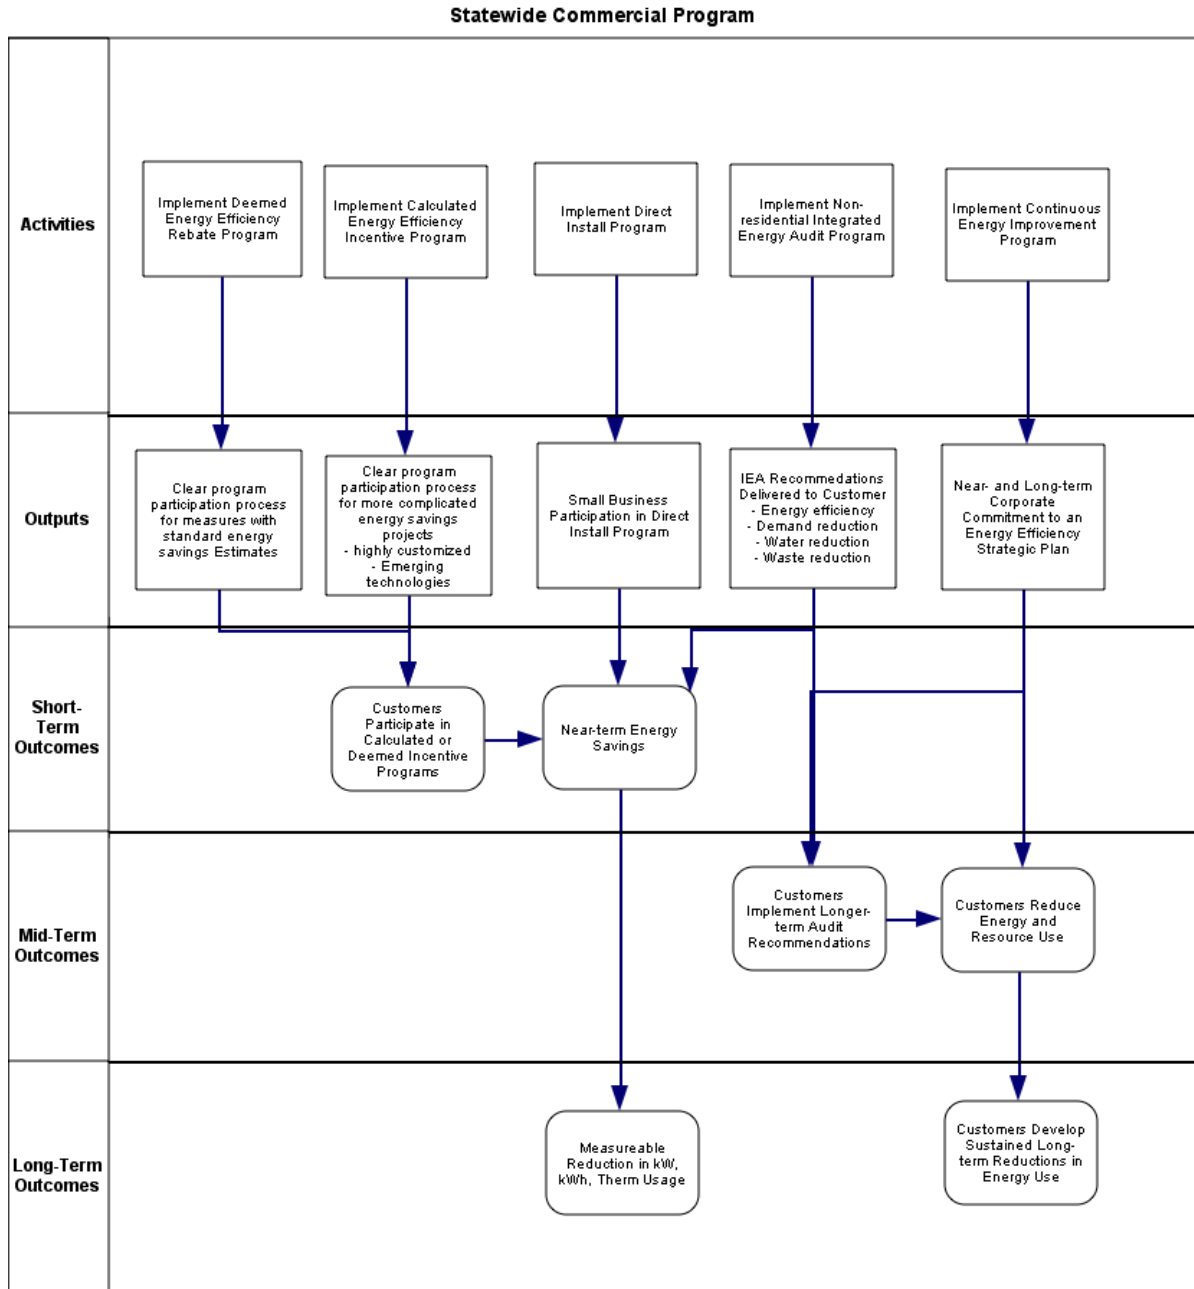 Statewide Commercial Program
Activities
Implement Deemed
Energy Efficiency
Rebate Program
Implement Calculated
Energy Efficiency
Incentive Program
Implement Direct
Install Program
Implement Non-
residential Integrated
Energy Audit Program
Implement Continuous
Energy Improvement
Program
Outputs
Clear program
participation process
for measures with
standard energy
savings Estimates
Clear program
participation process
for more complicated
energy savings
projects
- highly customized
- Emerging
technologies
Small Business
Participation in Direct
Install Program
IEA Recommedations
Delivered to Customer
- Energy efficiency
- Demand reduction
- Water reduction
- Waste reduction
Near- and Long-term
Corporate
Commitment to an
Energy Efficiency
Strategic Plan
Short-
Term
Outcomes
Customers
Participate in
Calculated or
Deemed Incentive
Programs
Near-term Energy
Savings
Mid-Term
Outcomes
Customers
Implement Longer-
term Audit
Recommendations
Customers Reduce
Energy and
Resource Use
Long-Term
Outcomes
Measureable
Reduction in kW,
kWh, Therm Usage
Customers Develop
Sustained Long-
term Reductions in
Energy Use